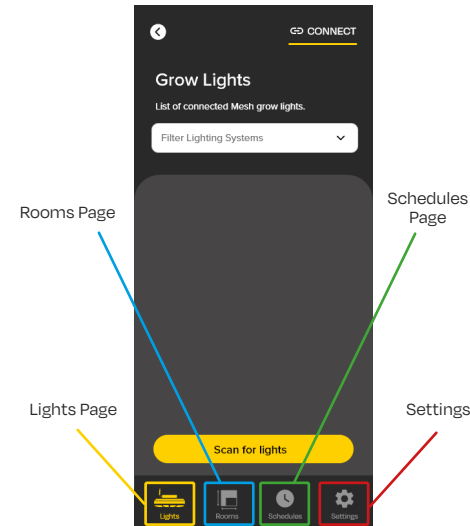 CONNECT
Grow Lights
List of connected Mesh grow lights.
Filter Lighting Systems
Rooms Page
Schedules
Page
Lights Page
Settings
Scan for lights
Lights
Rooms
Schedules
Settings